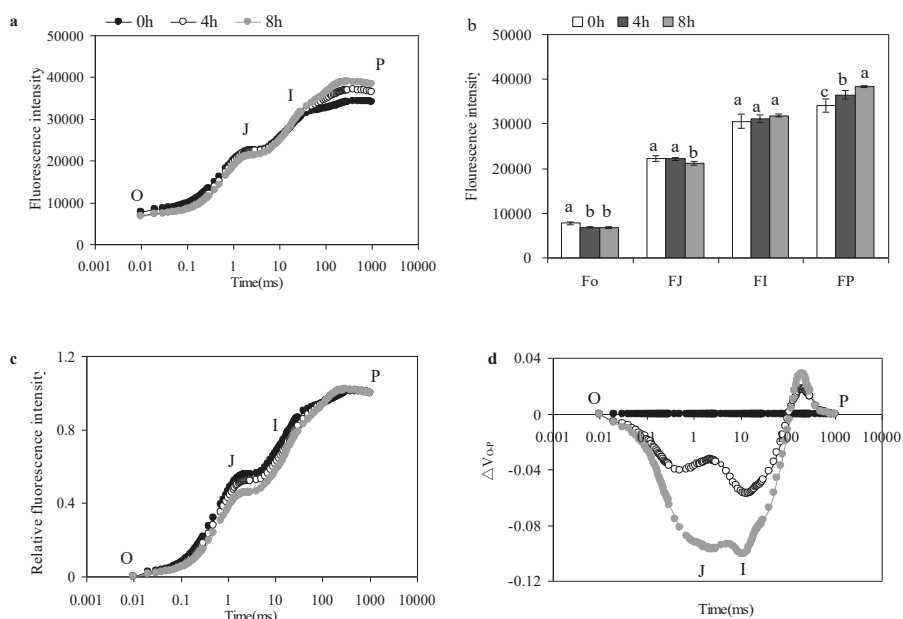 a
0h 4h 8h
Fluorescence intensity
50000
40000
30000
20000
10000
0
O
J
I
P
0.001 0.01 0.1 1 10 100 1000 10000
Time(ms)
b
0h 4h 8h
Flourescence intensity
50000
40000
30000
20000
10000
0
a b b
a a b
a a a
c b a
Fo FJ FI FP
c
Relative fluorescence intensity
1.2
0.8
0.4
0
O
J
I
P
0.001 0.01 0.1 1 10 100 1000 10000
Time(ms)
d
△VO-P
0.04
0
-0.04
-0.08
-0.12
O
P
0.001 0.01 0.1 1 10 100 1000 10000
J I
Time(ms)